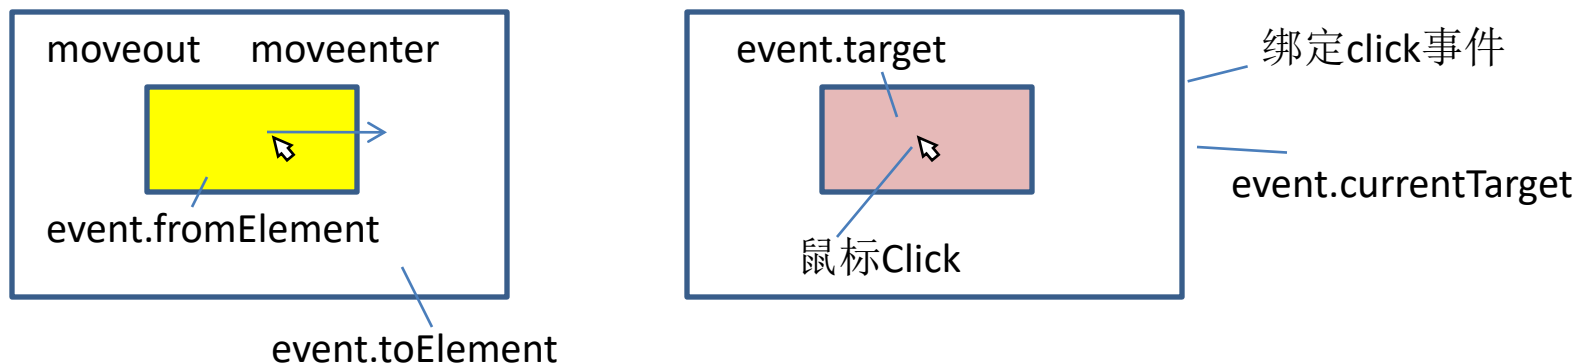 moveout moveenter
event.fromElement
event.toElement
event.target
鼠标Click
绑定click事件
event.currentTarget